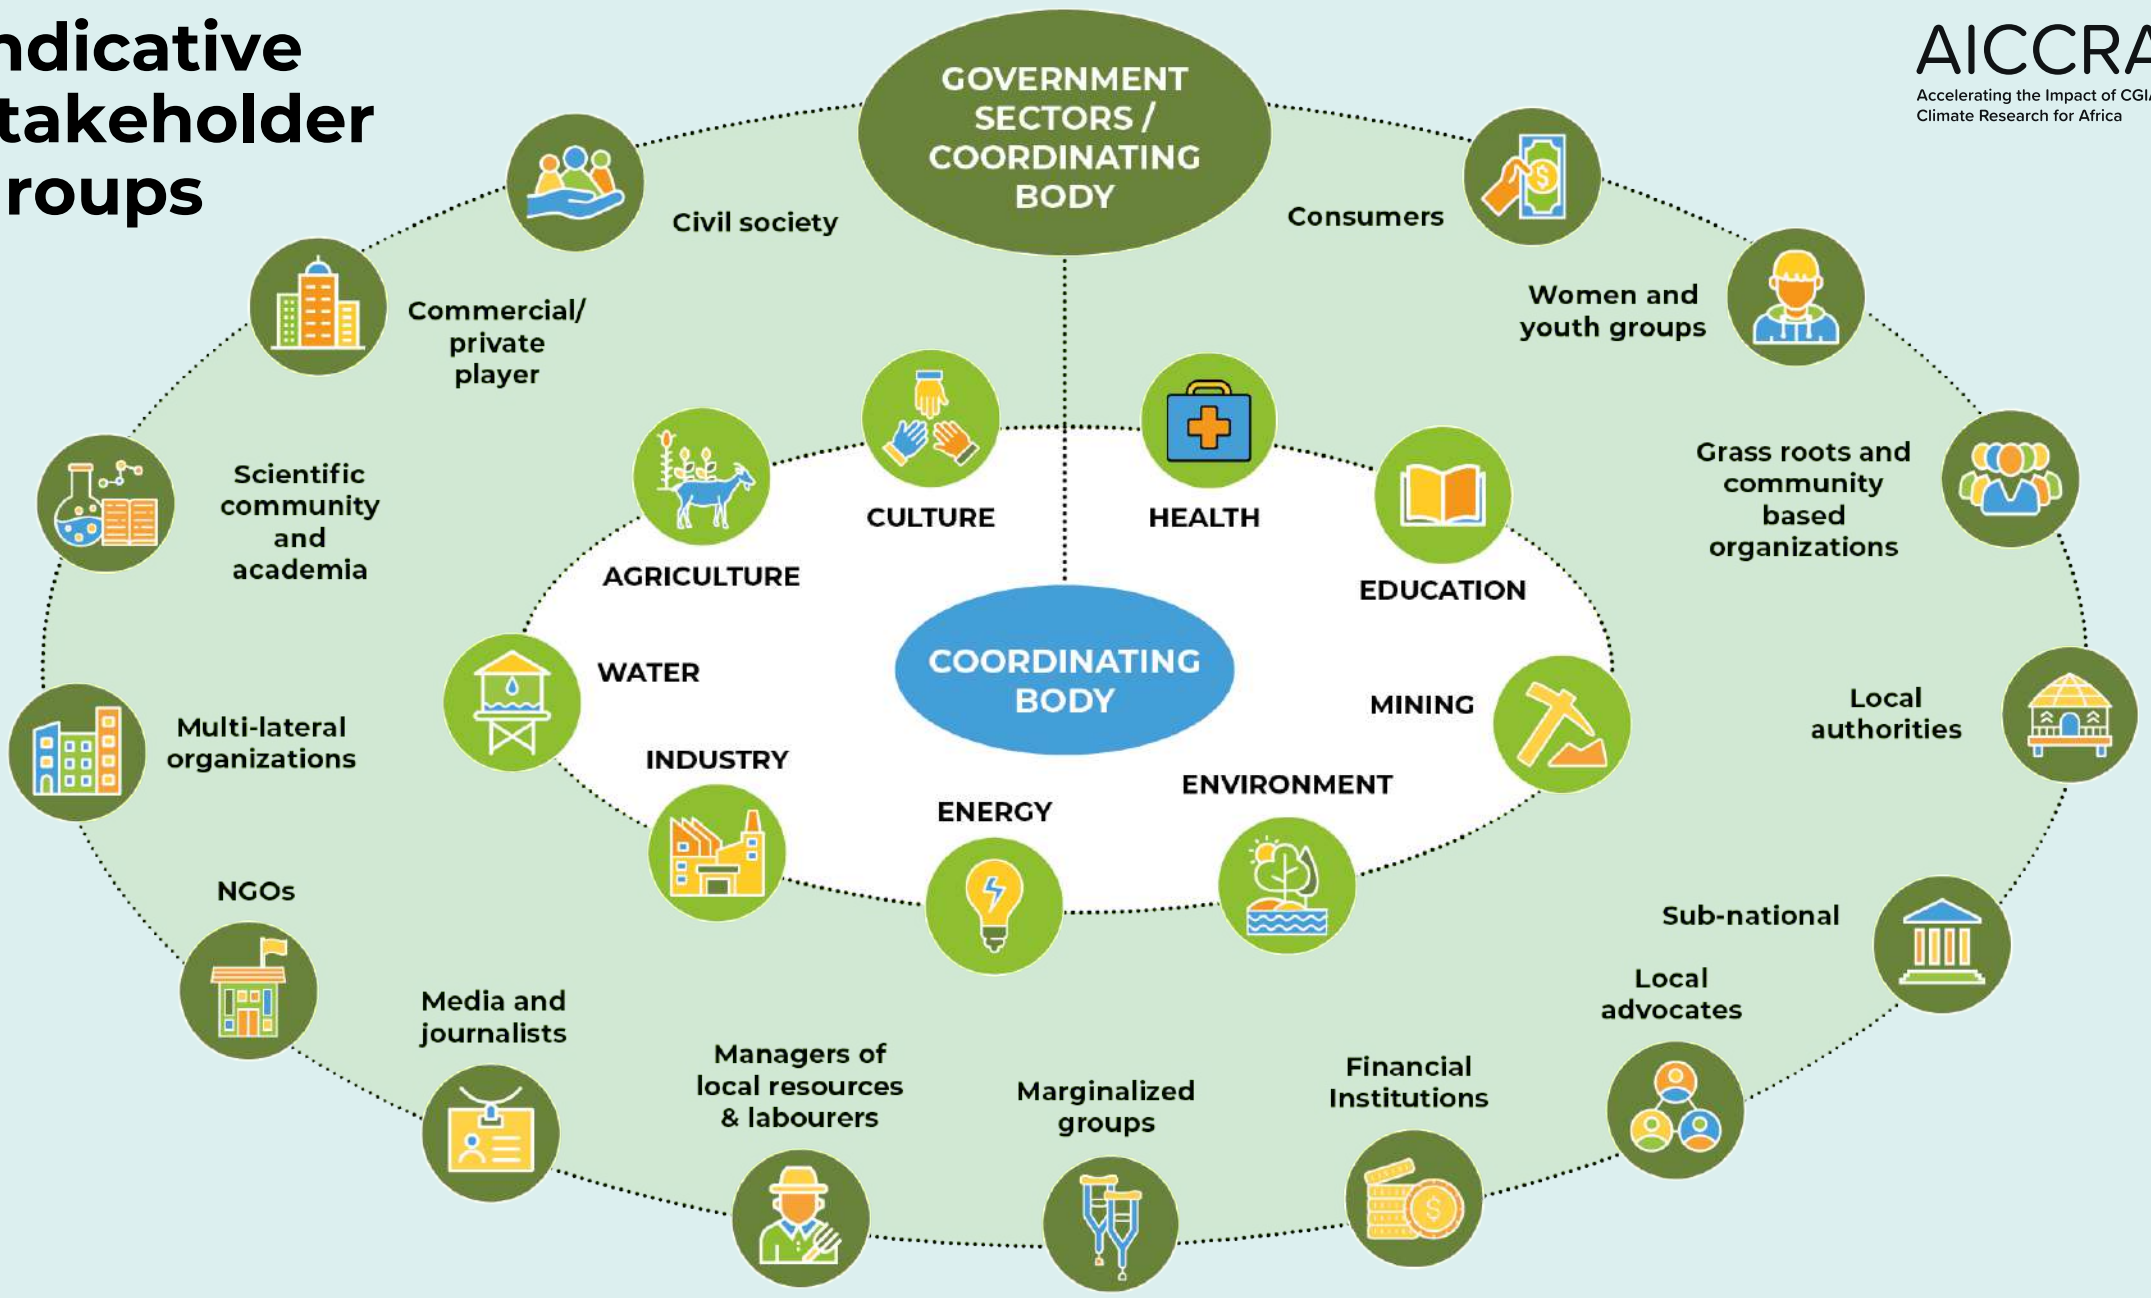 ndicative
takeholder
roups
AICCRA
Accelerating the Impact of CGIA
Climate Research for Africa
GOVERNMENT
SECTORS /
COORDINATING
BODY
Civil society
Consumers
Commercial/
private
player
Women and
youth groups
Scientific
community
and
academia
Grass roots and
community
based
organizations
CULTURE
HEALTH
AGRICULTURE
EDUCATION
WATER
COORDINATING
BODY
MINING
INDUSTRY
ENERGY
ENVIRONMENT
Multi-lateral
organizations
Local
authorities
NGOs
Sub-national
Media and
journalists
Local
advocates
Managers of
local resources
& labourers
Marginalized
groups
Financial
Institutions